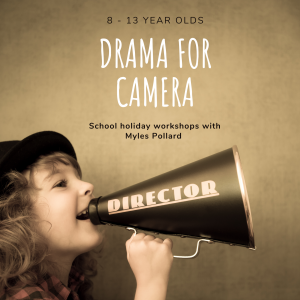 8 - 13 YEAR OLDS
DRAMA FOR
CAMERA
School holiday workshops with
Myles Pollard
DIRECTOR